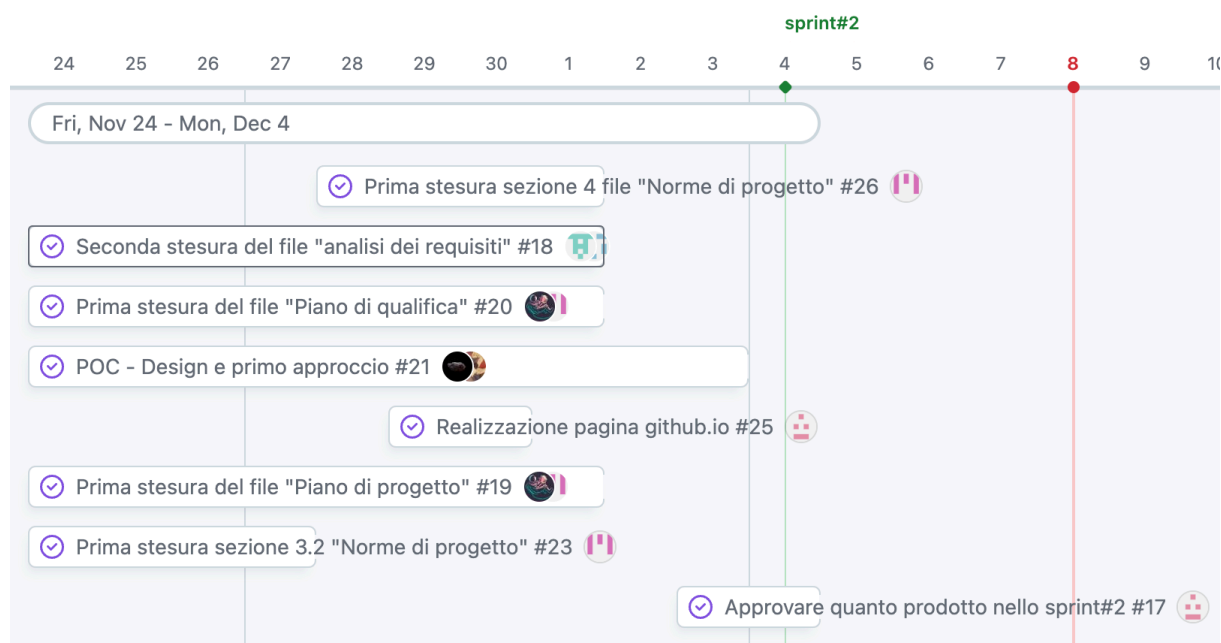 sprint#2
24 25 26 27 28 29 30 1 2 3 4 5 6 7 8 9 10
Fri, Nov 24 - Mon, Dec 4
Prima stesura sezione 4 file "Norme di progetto" #26
Seconda stesura del file "analisi dei requisiti" #18
Prima stesura del file "Piano di qualifica" #20
POC - Design e primo approccio #21
Realizzazione pagina github.io #25
Prima stesura del file "Piano di progetto" #19
Prima stesura sezione 3.2 "Norme di progetto" #23
Approvare quanto prodotto nello sprint#2 #17